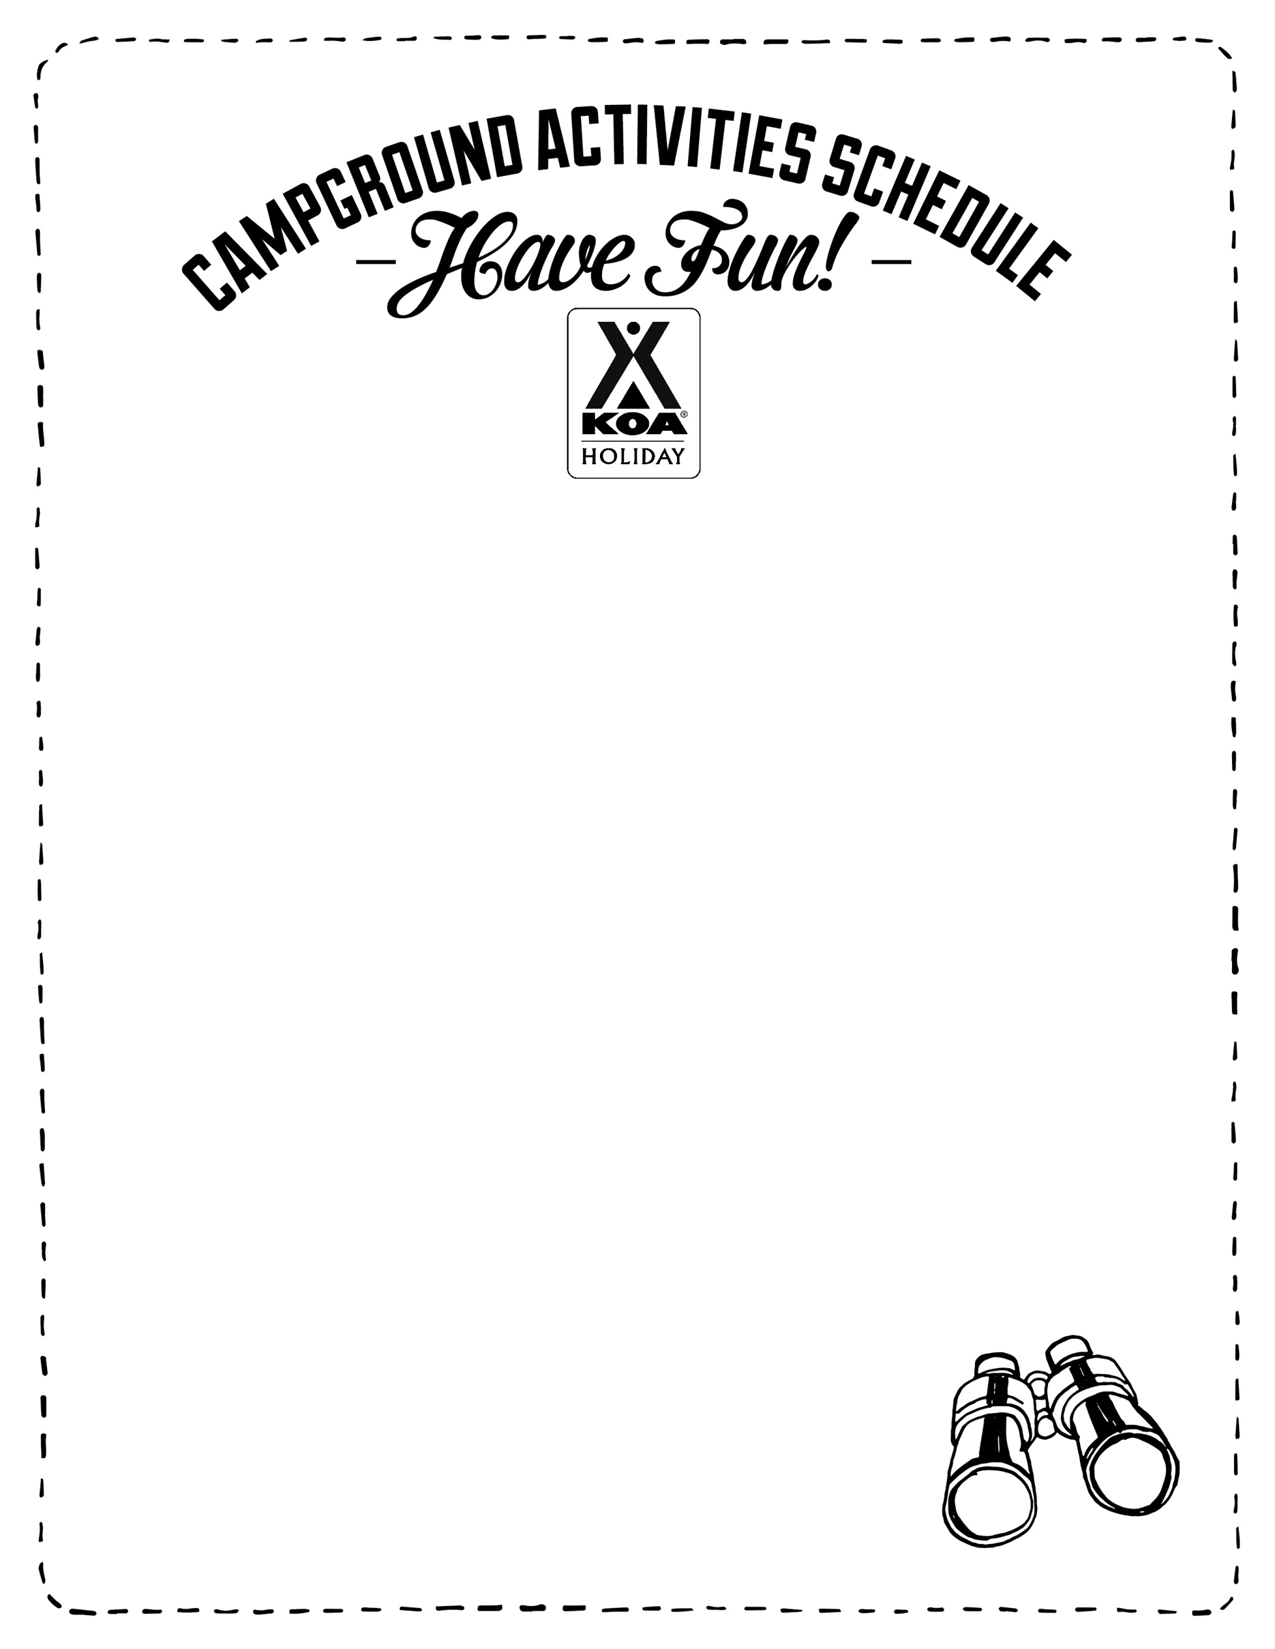 CAMPGROUND ACTIVITIES SCHEDULE
– Have Fun! –
KOA®
HOLIDAY